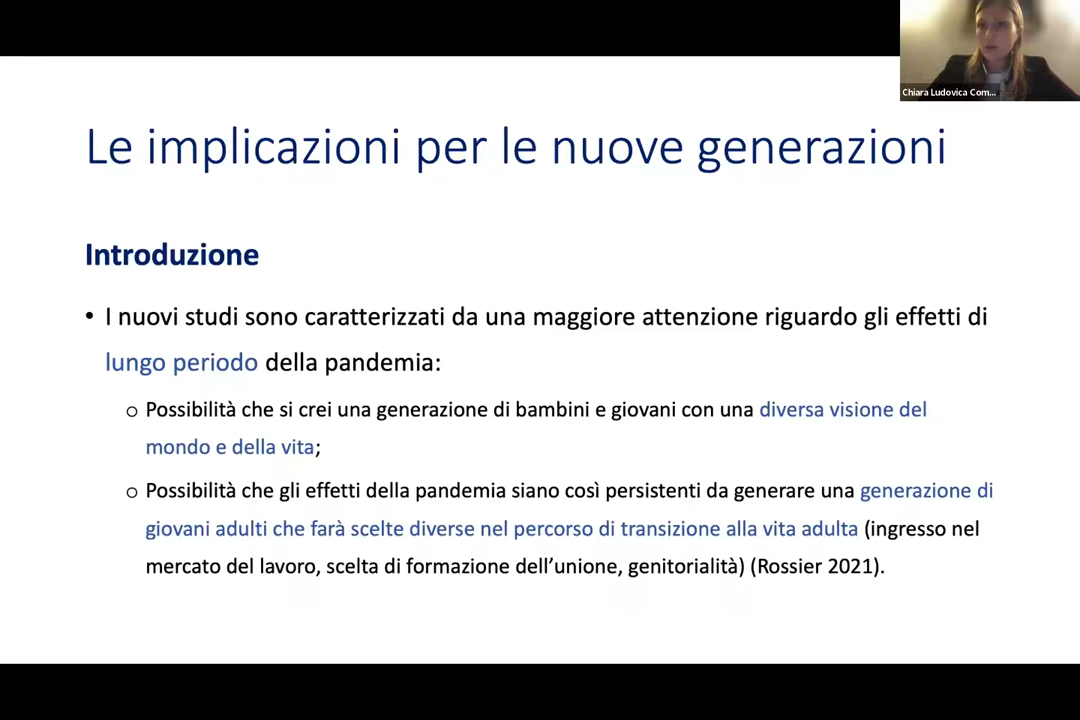 Chiara Ludovica Com...
Le implicazioni per le nuove generazioni
Introduzione
• I nuovi studi sono caratterizzati da una maggiore attenzione riguardo gli effetti di
lungo periodo della pandemia:
o Possibilità che si crei una generazione di bambini e giovani con una diversa visione del
mondo e della vita;
o Possibilità che gli effetti della pandemia siano così persistenti da generare una generazione di
giovani adulti che farà scelte diverse nel percorso di transizione alla vita adulta (ingresso nel
mercato del lavoro, scelta di formazione dell’unione, genitorialità) (Rossier 2021).